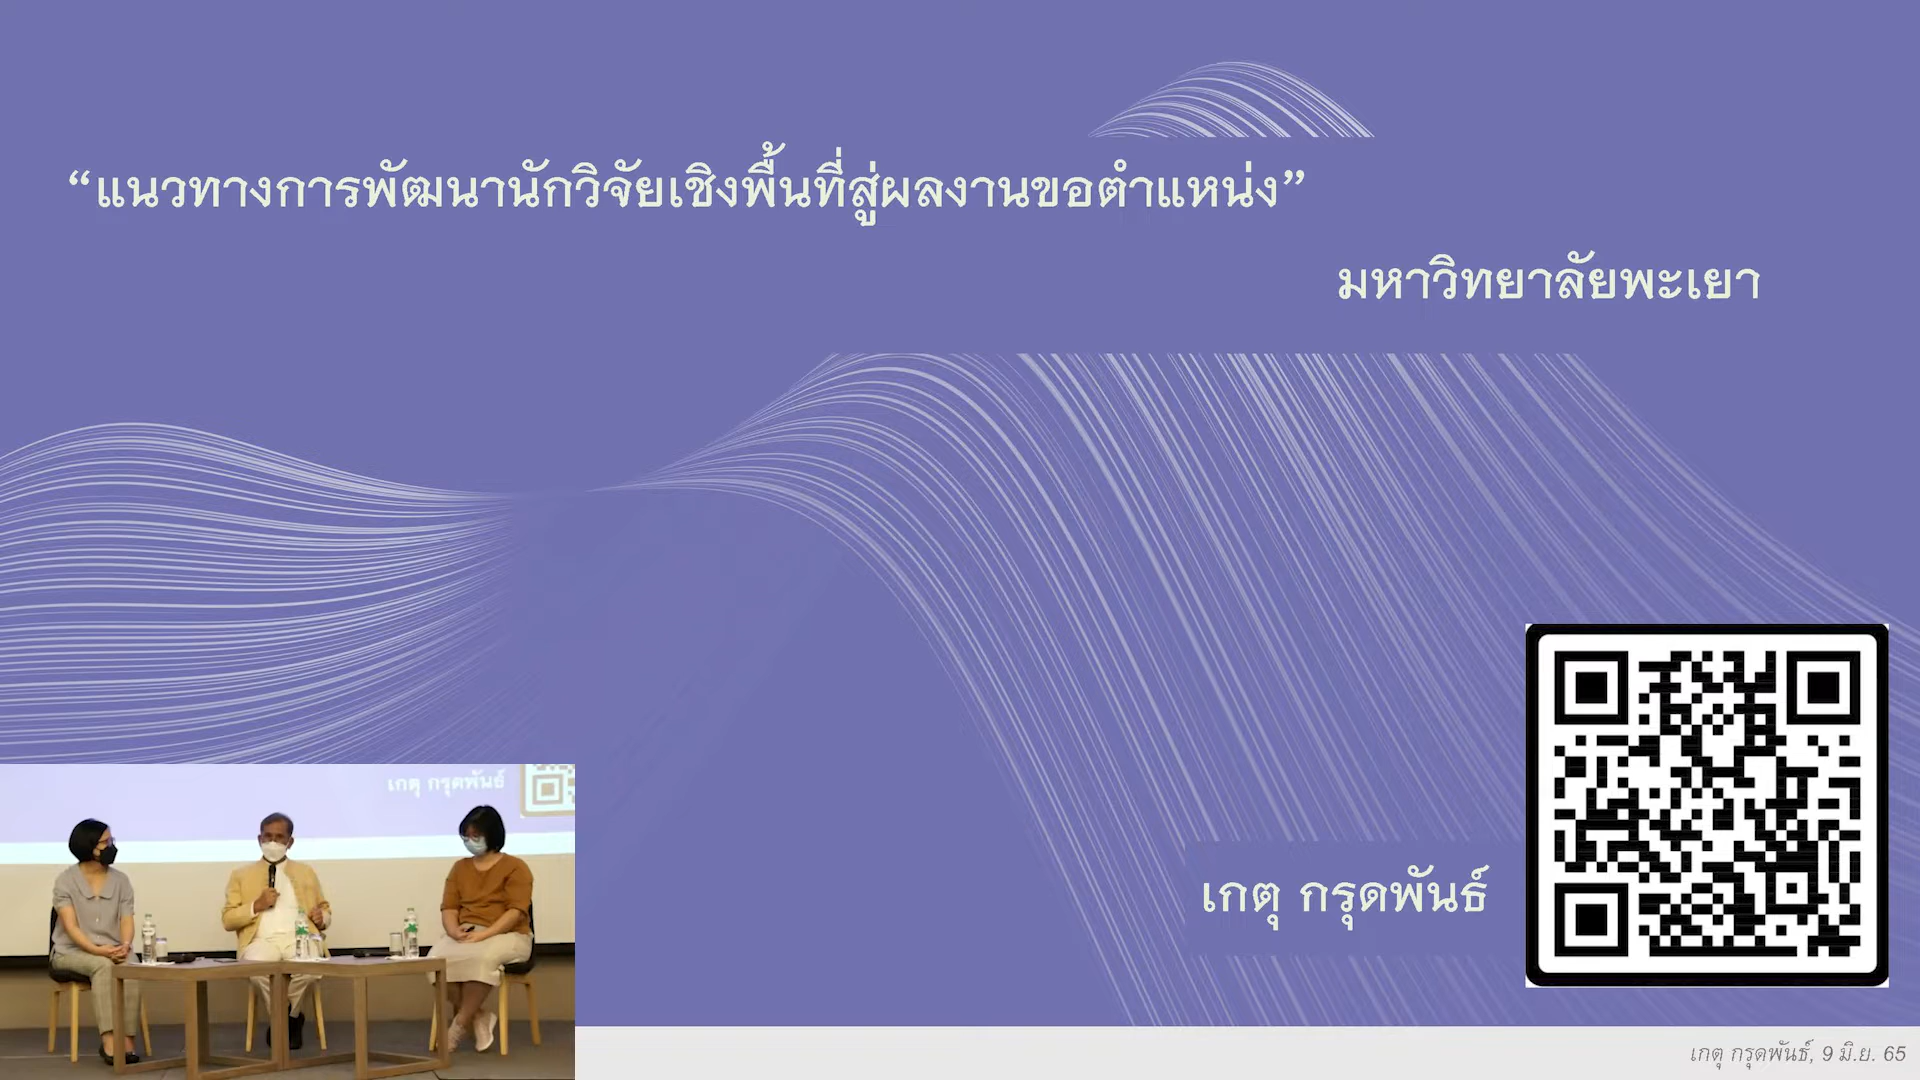 “แนวทางการพัฒนานักวิจัยเชิงพื้นที่สู่ผลงานขอตำแหน่ง”
มหาวิทยาลัยพะเยา
เกตุ กรุดพันธ์
เกตุ กรุดพันธ์
เกตุ กรุดพันธ์, 9 มิ.ย. 65